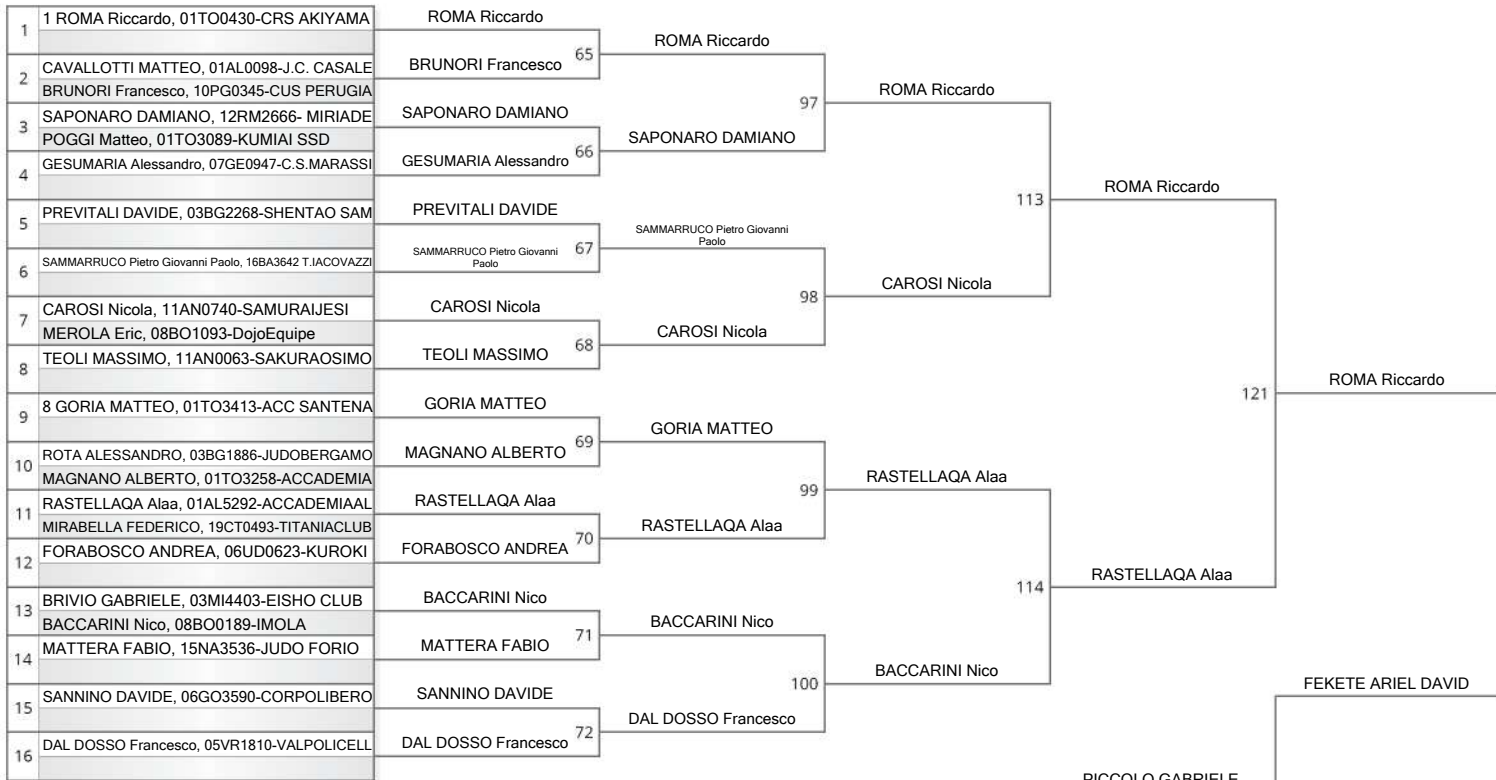 1
1 ROMA Riccardo, 01TO0430-CRS AKIYAMA
2
CAVALLOTTI MATTEO, 01AL0098-J.C. CASALE
BRUNORI Francesco, 10PG0345-CUS PERUGIA
3
SAPONARO DAMIANO, 12RM2666- MIRIADE
POGGI Matteo, 01TO3089-KUMIAI SSD
4
GESUMARIA Alessandro, 07GE0947-C.S.MARASSI
5
PREVITALI DAVIDE, 03BG2268-SHENTAO SAM
6
SAMMARRUCO Pietro Giovanni Paolo, 16BA3642 T.IACOVAZZI
7
CAROSI Nicola, 11AN0740-SAMURAIJESI
MEROLA Eric, 08BO1093-DojoEquipe
8
TEOLI MASSIMO, 11AN0063-SAKURAOSIMO
9
8 GORIA MATTEO, 01TO3413-ACC SANTENA
10
ROTA ALESSANDRO, 03BG1886-JUDOBERGAMO
MAGNANO ALBERTO, 01TO3258-ACCADEMIA
11
RASTELLAQA Alaa, 01AL5292-ACCADEMIAAL
MIRABELLA FEDERICO, 19CT0493-TITANIACLUB
12
FORABOSCO ANDREA, 06UD0623-KUROKI
13
BRIVIO GABRIELE, 03MI4403-EISHO CLUB
BACCARINI Nico, 08BO0189-IMOLA
14
MATTERA FABIO, 15NA3536-JUDO FORIO
15
SANNINO DAVIDE, 06GO3590-CORPOLIBERO
16
DAL DOSSO Francesco, 05VR1810-VALPOLICELL
ROMA Riccardo
65
BRUNORI Francesco
SAPONARO DAMIANO
66
GESUMARIA Alessandro
PREVITALI DAVIDE
67
SAMMARRUCO Pietro Giovanni
Paolo
CAROSI Nicola
68
TEOLI MASSIMO
GORIA MATTEO
69
MAGNANO ALBERTO
RASTELLAQA Alaa
70
FORABOSCO ANDREA
BACCARINI Nico
71
MATTERA FABIO
SANNINO DAVIDE
72
DAL DOSSO Francesco
ROMA Riccardo
97
SAPONARO DAMIANO
SAMMARRUCO Pietro Giovanni
Paolo
98
CAROSI Nicola
GORIA MATTEO
99
RASTELLAQA Alaa
BACCARINI Nico
100
DAL DOSSO Francesco
ROMA Riccardo
113
CAROSI Nicola
RASTELLAQA Alaa
114
BACCARINI Nico
ROMA Riccardo
121
RASTELLAQA Alaa
ROMA Riccardo
FEKETE ARIEL DAVID
PICCOLO GABRIELE